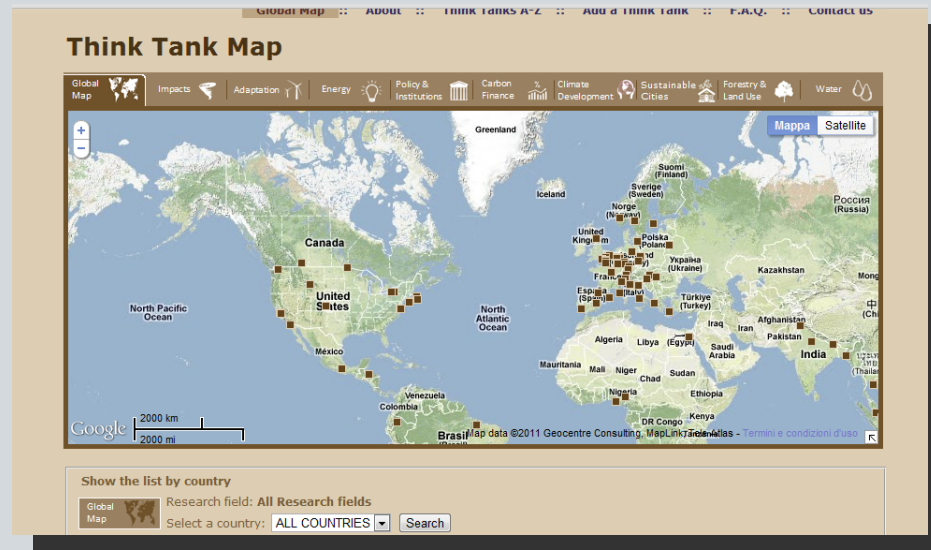 Global Map :: About :: Think Tanks A-Z :: Add a Think Tank :: F.A.Q. :: Contact us
Think Tank Map
Global Map
Impacts
Adaptation
Energy
Policy & Institutions
Carbon Finance
Climate Development
Sustainable Cities
Forestry & Land Use
Water
+
−
Mappa
Satellite
Greenland
Iceland
Suomi
(Finland)
Sverige
(Sweden)
Norge
(Norway)
Россия
(Russia)
United
Kingdom
Polska
(Poland)
Україна
(Ukraine)
Kazakhstan
Canada
United
States
North Pacific
Ocean
North
Atlantic
Ocean
España
(Spain)
(Italy)
Türkiye
(Turkey)
Iraq
Iran
Afghanistan
Pakistan
India
Algeria
Libya
(Egypt)
Saudi
Arabia
México
Mauritania
Mali
Niger
Chad
Sudan
Nigeria
Ethiopia
Venezuela
Colombia
Kenya
DR Congo
Brasil
Google
2000 km
2000 mi
Map data ©2011 Geocentre Consulting, MapLink, Tele Atlas - Termini e condizioni d'uso
Show the list by country
Global Map
Research field: All Research fields
Select a country: ALL COUNTRIES Search